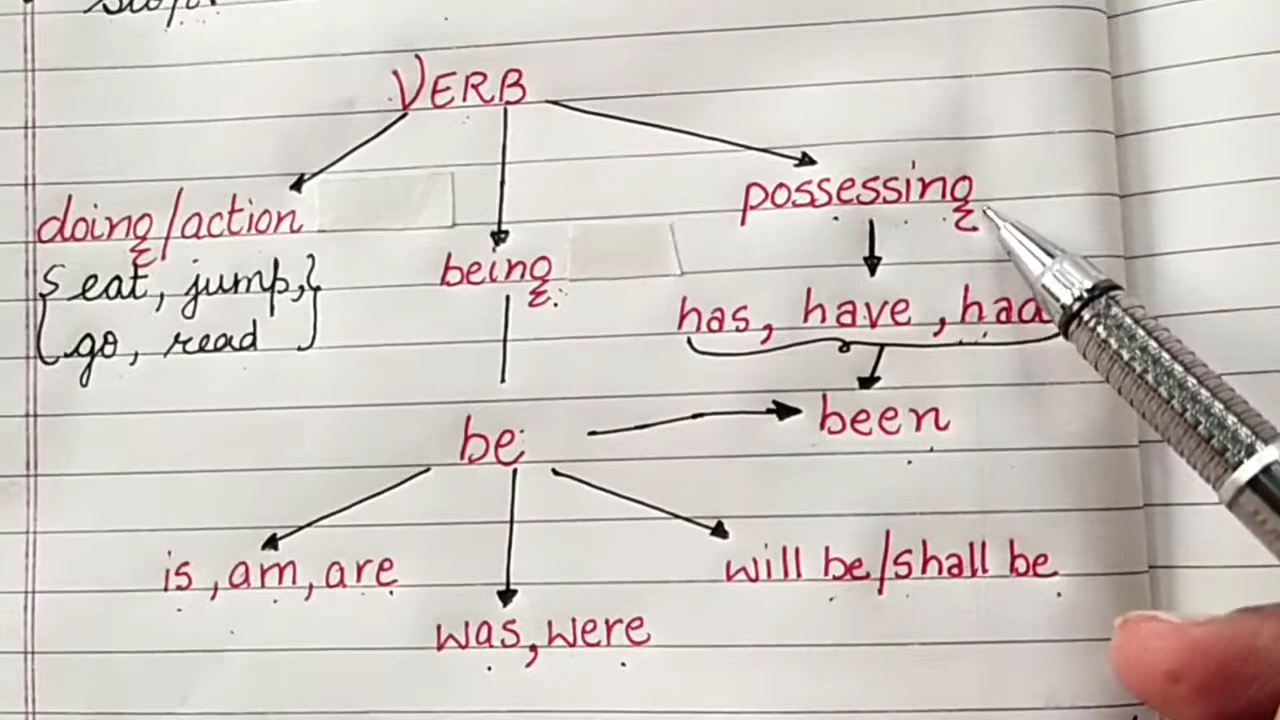 VERB
doing/action
possessing
{eat, jump,}
being
go, read
has, have, had
be
been
is, am, are
will be/shall be
was, were